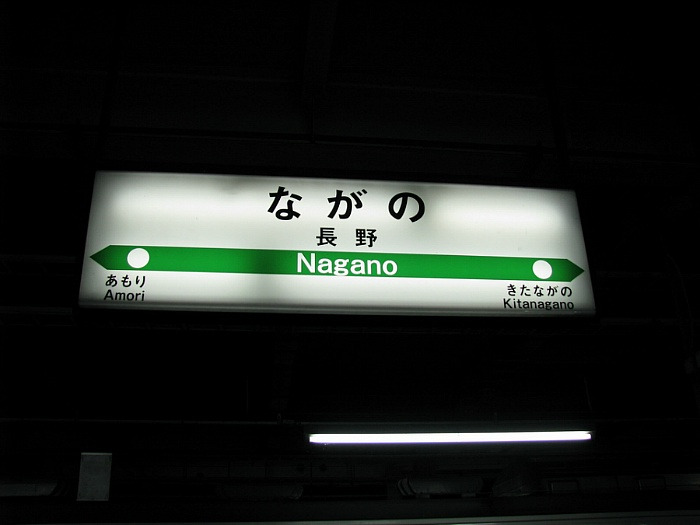 ながの
長野
Nagano
あもり
Amori
きたながの
Kitanagano